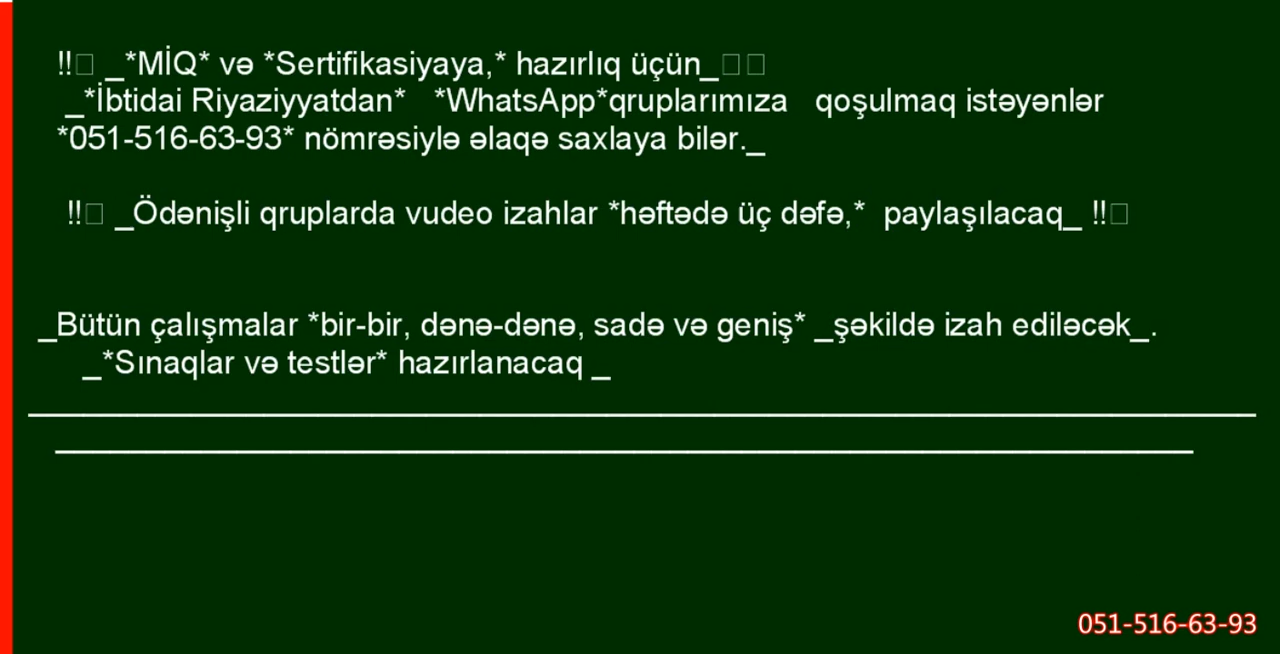 ‼️ _*MİQ* və *Sertifikasiyaya,* hazırlıq üçün_
_*İbtidai Riyaziyyatdan* *WhatsApp*qruplarımıza qoşulmaq istəyənlər
*051-516-63-93* nömrəsiylə əlaqə saxlaya bilər._
‼️ _Ödənişli qruplarda vudeo izahlar *həftədə üç dəfə,* paylaşılacaq_ ‼️
_Bütün çalışmalar *bir-bir, dənə-dənə, sadə və geniş* _şəkildə izah ediləcək_.
_*Sınaqlar və testlər* hazırlanacaq _
051-516-63-93